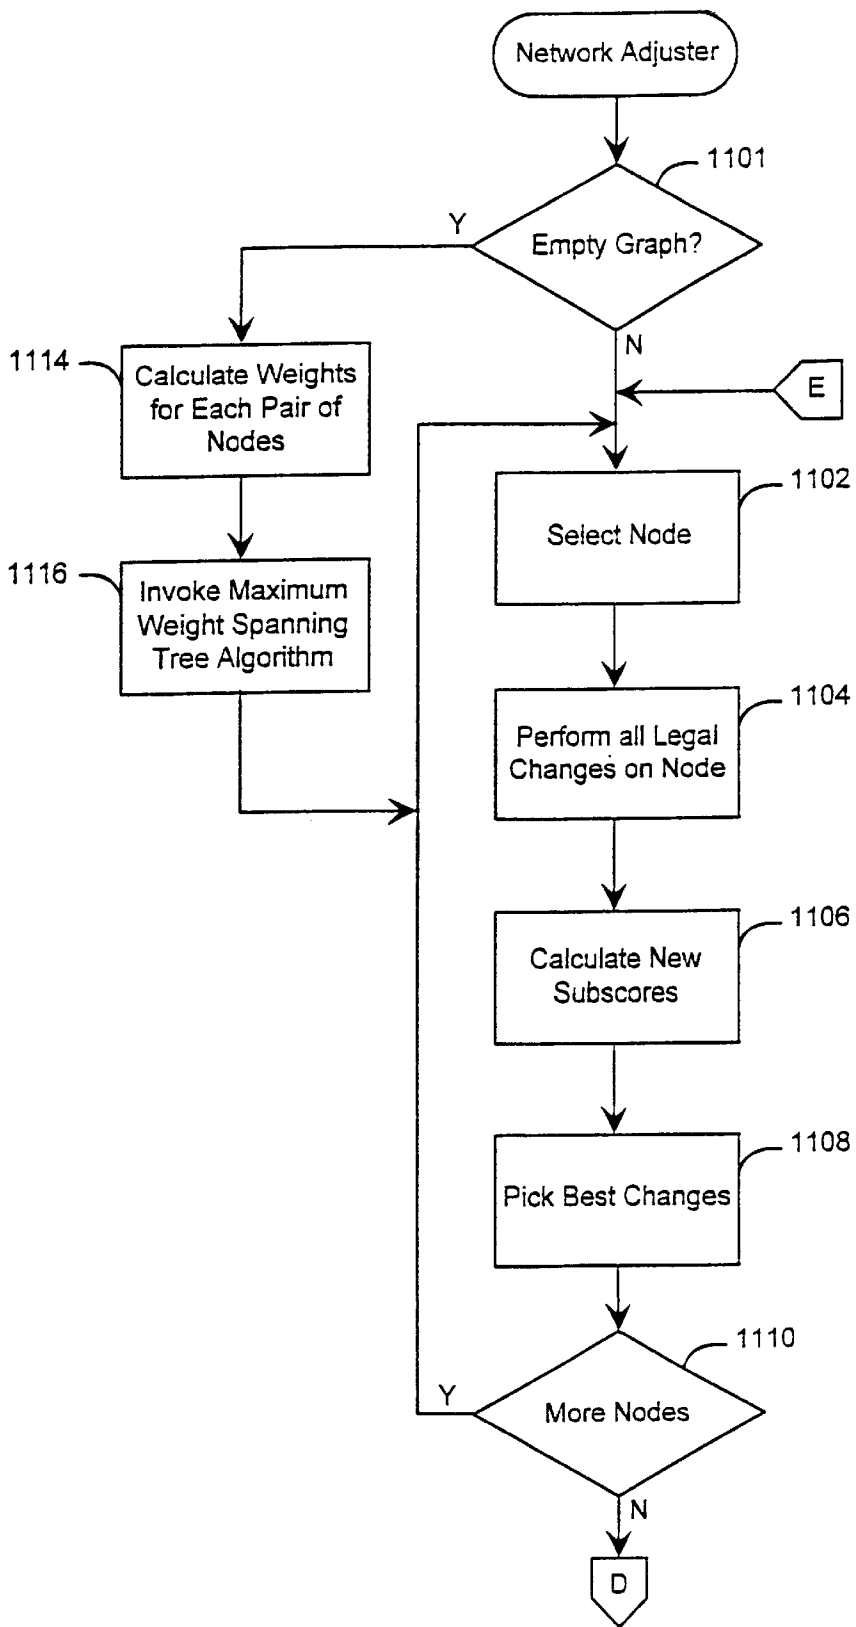 Network Adjuster
1101
Empty Graph?
Y
N
E
1114
Calculate Weights
for Each Pair of
Nodes
1102
Select Node
1116
Invoke Maximum
Weight Spanning
Tree Algorithm
1104
Perform all Legal
Changes on Node
1106
Calculate New
Subscores
1108
Pick Best Changes
1110
More Nodes
Y
N
D